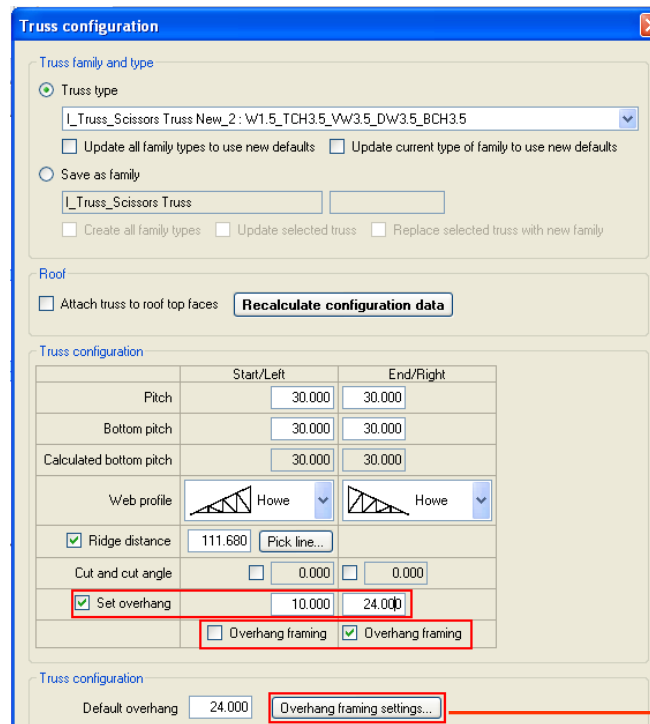 Truss configuration
Truss family and type
Truss type
I_Truss_Scissors Truss New_2 : W1.5_TCH3.5_VW3.5_DW3.5_BCH3.5
Update all family types to use new defaults Update current type of family to use new defaults
Save as family
I_Truss_Scissors Truss
Create all family types Update selected truss Replace selected truss with new family
Roof
Attach truss to roof top faces Recalculate configuration data
Truss configuration
Start/Left End/Right
Pitch 30.000 30.000
Bottom pitch 30.000 30.000
Calculated bottom pitch 30.000 30.000
Web profile Howe Howe
Ridge distance 111.680 Pick line...
Cut and cut angle 0.000 0.000
Set overhang 10.000 24.000
Overhang framing Overhang framing
Truss configuration
Default overhang 24.000 Overhang framing settings...